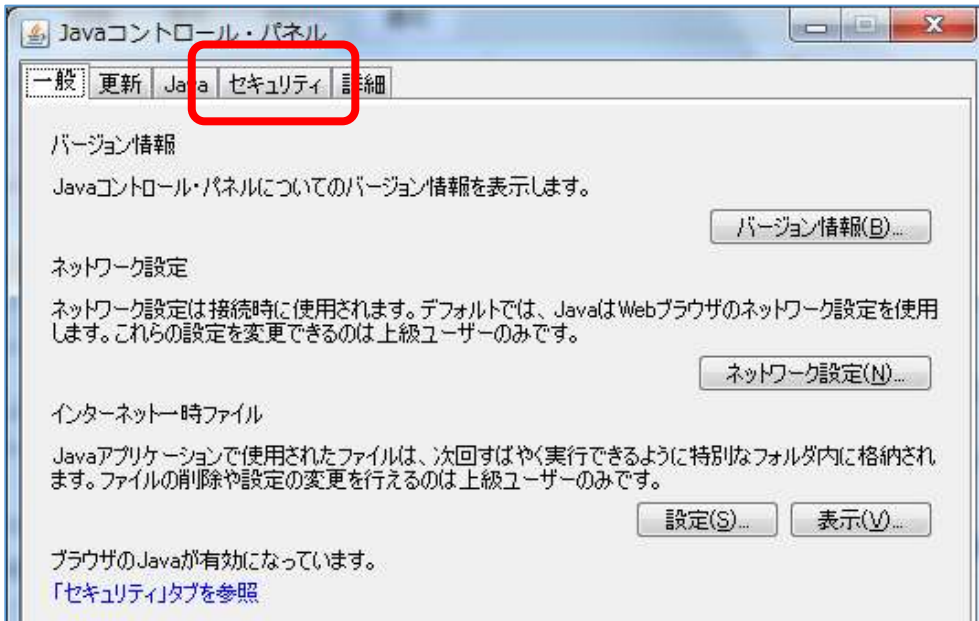 Javaコントロール・パネル
一般 更新 Java セキュリティ 詳細
バージョン情報
Javaコントロール・パネルについてのバージョン情報を表示します。
バージョン情報(B)...
ネットワーク設定
ネットワーク設定は接続時に使用されます。デフォルトでは、JavaはWebブラウザのネットワーク設定を使用
します。これらの設定を変更できるのは上級ユーザーのみです。
ネットワーク設定(N)...
インターネット一時ファイル
Javaアプリケーションで使用されたファイルは、次回すばやく実行できるように特別なフォルダ内に格納され
ます。ファイルの削除や設定の変更を行えるのは上級ユーザーのみです。
設定(S)... 表示(V)...
ブラウザのJavaが有効になっています。
「セキュリティ」タブを参照